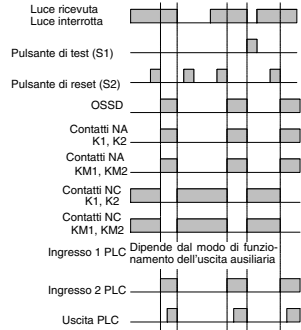 Luce ricevuta
Luce interrotta
Pulsante di test (S1)
Pulsante di reset (S2)
OSSD
Contatti NA
K1, K2
Contatti NA
KM1, KM2
Contatti NC
K1, K2
Contatti NC
KM1, KM2
Ingresso 1 PLC Dipende dal modo di funzio-
namento dell'uscita ausiliaria
Ingresso 2 PLC
Uscita PLC